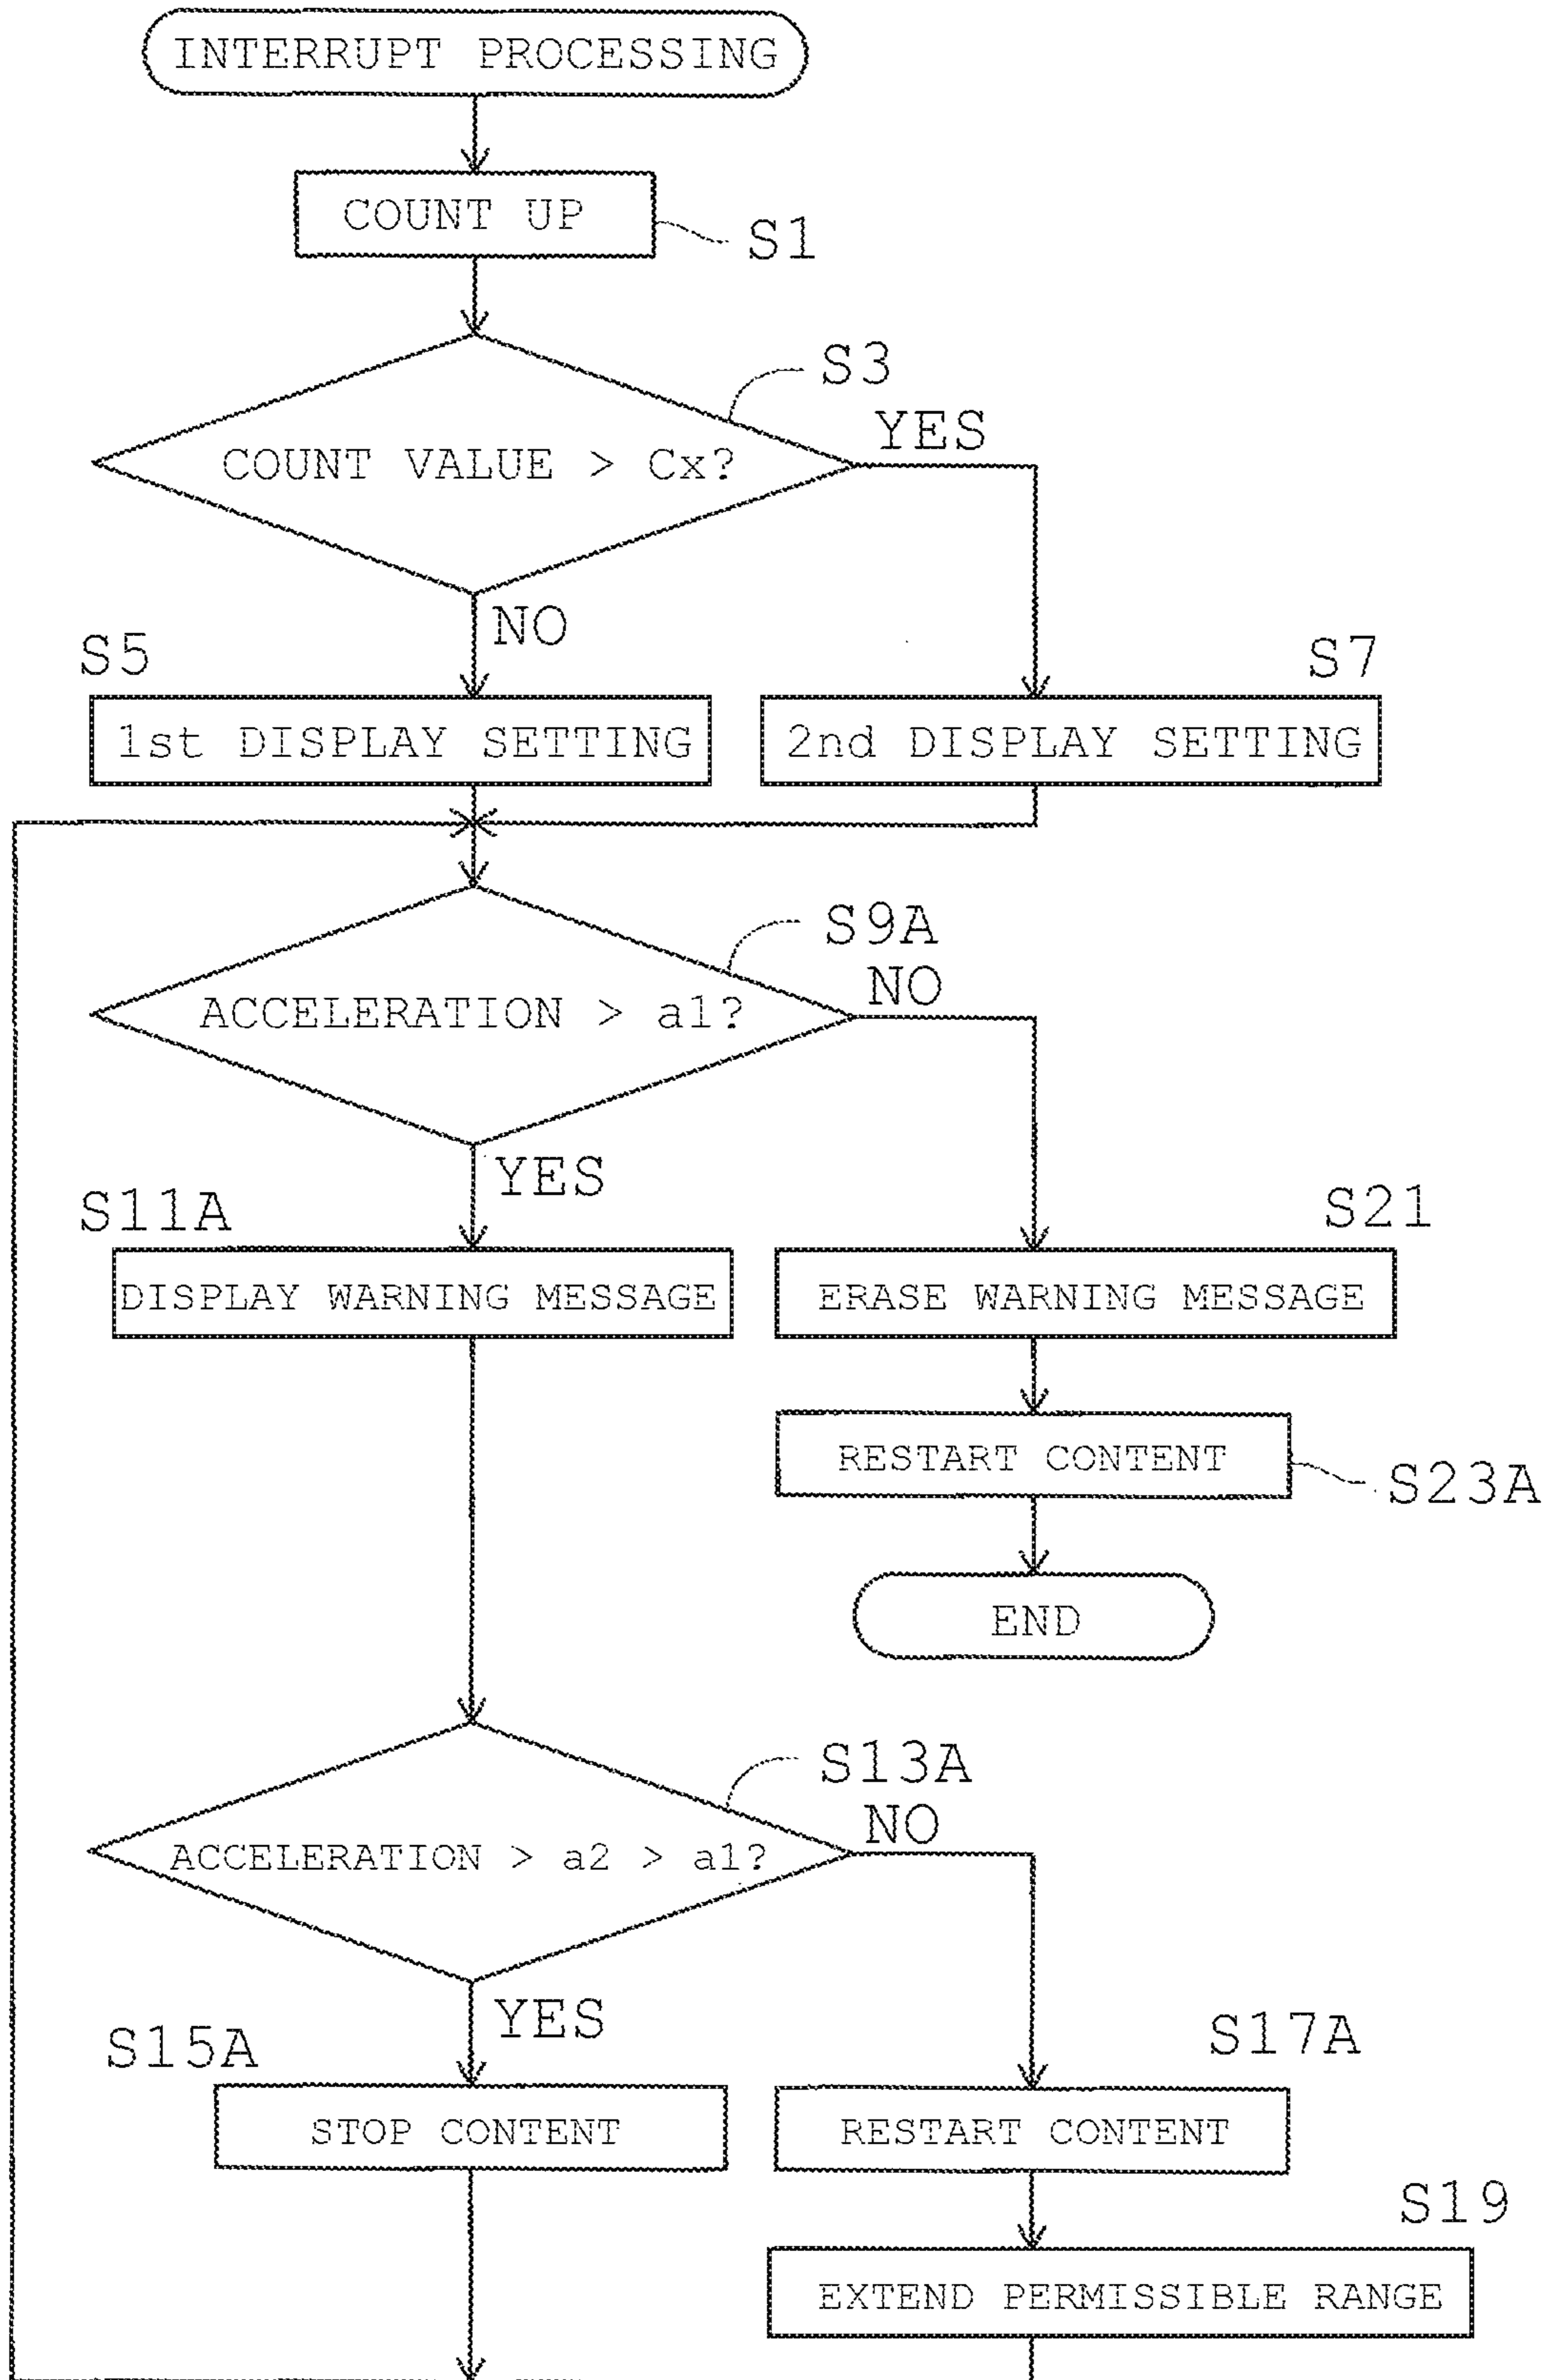 INTERRUPT PROCESSING
COUNT UP
S1
S3
COUNT VALUE > Cx?
YES
NO
S5
S7
1st DISPLAY SETTING
2nd DISPLAY SETTING
S9A
ACCELERATION > a1?
NO
YES
S11A
S21
DISPLAY WARNING MESSAGE
ERASE WARNING MESSAGE
RESTART CONTENT
S23A
END
S13A
ACCELERATION > a2 > a1?
NO
YES
S15A
S17A
STOP CONTENT
RESTART CONTENT
S19
EXTEND PERMISSIBLE RANGE